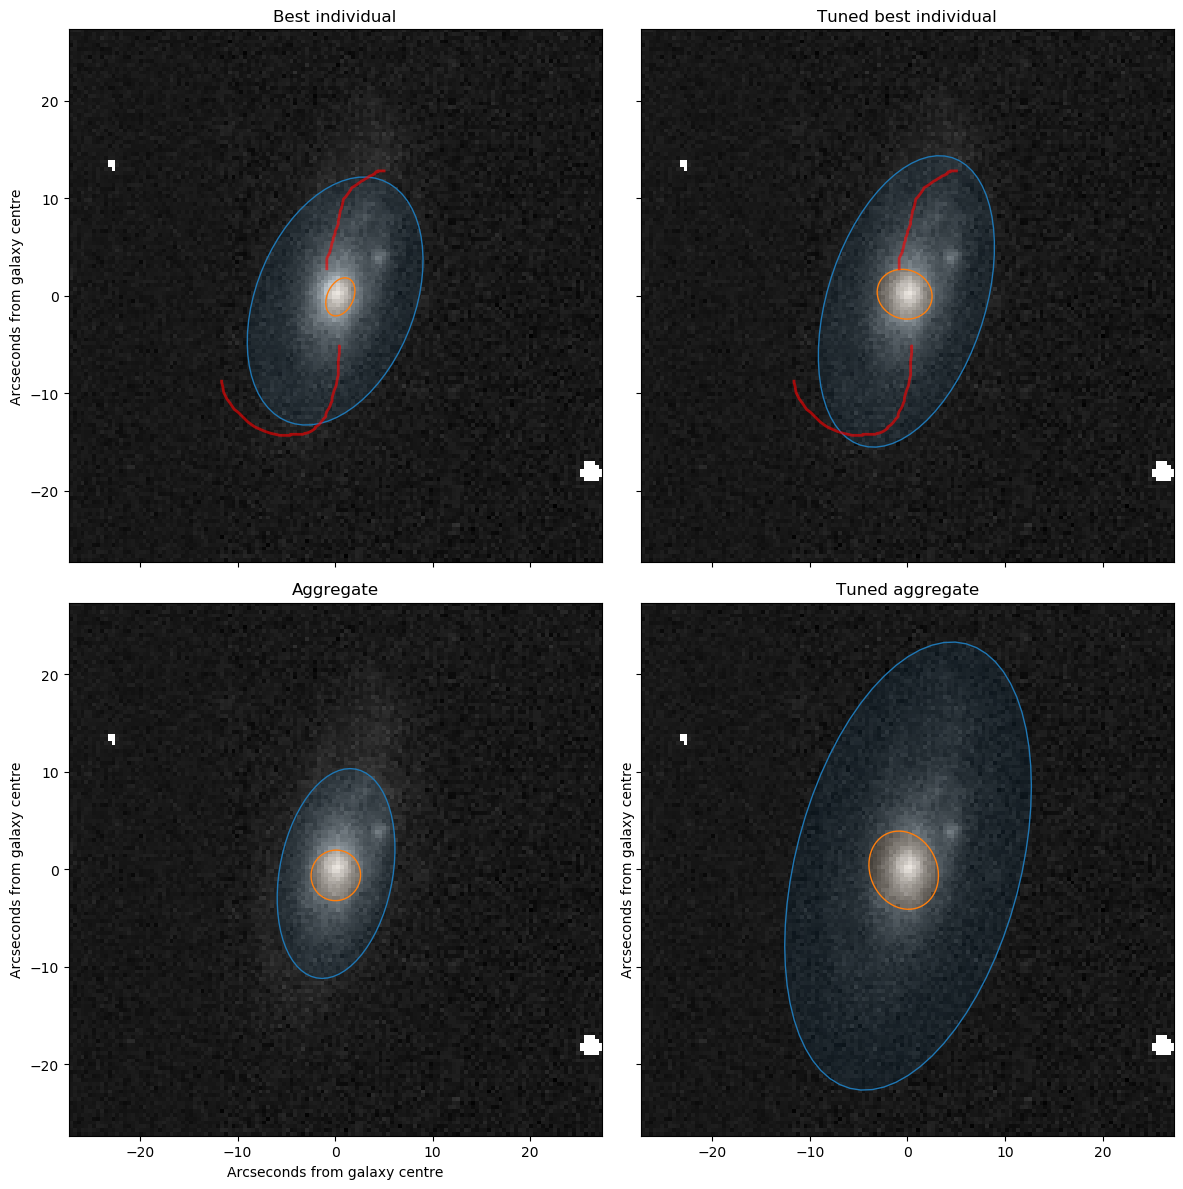 Best individual
Tuned best individual
20
10
0
−10
−20
Arcseconds from galaxy centre
Aggregate
Tuned aggregate
20
10
0
−10
−20
Arcseconds from galaxy centre
Arcseconds from galaxy centre
−20 −10 0 10 20
−20 −10 0 10 20
Arcseconds from galaxy centre